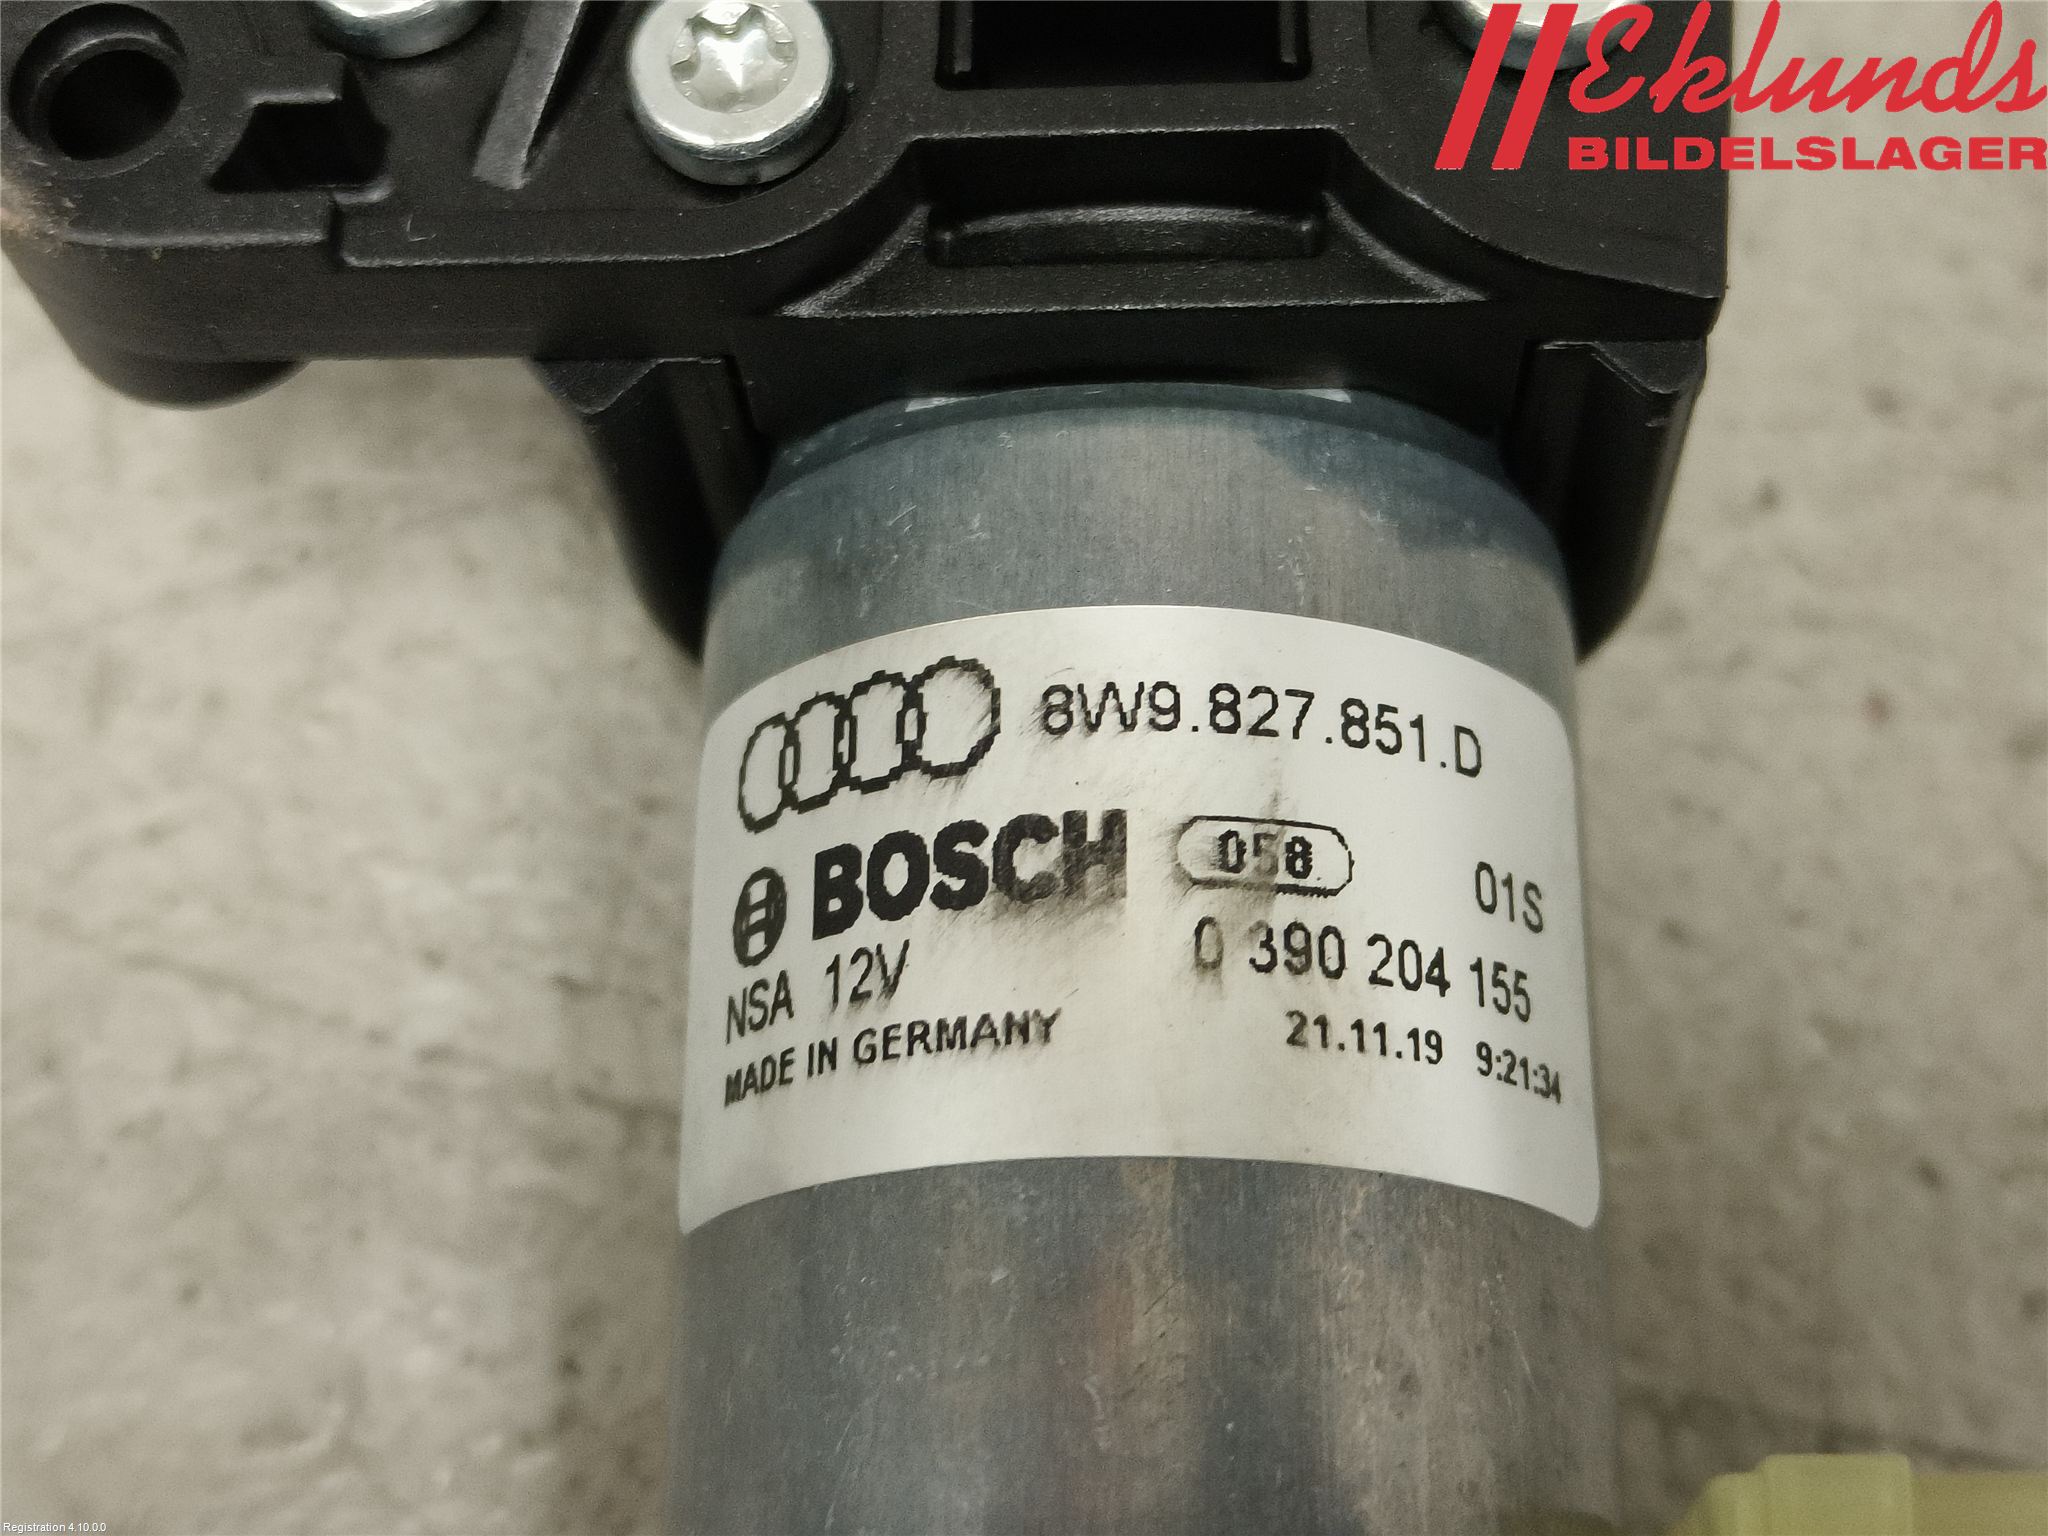 Eklunds
BILDELSLAGER
8W9.827.851.D
BOSCH 058 01S
NSA 12V 0 390 204 155
MADE IN GERMANY 21.11.19 9:21:34
Registration 4.10.0.0